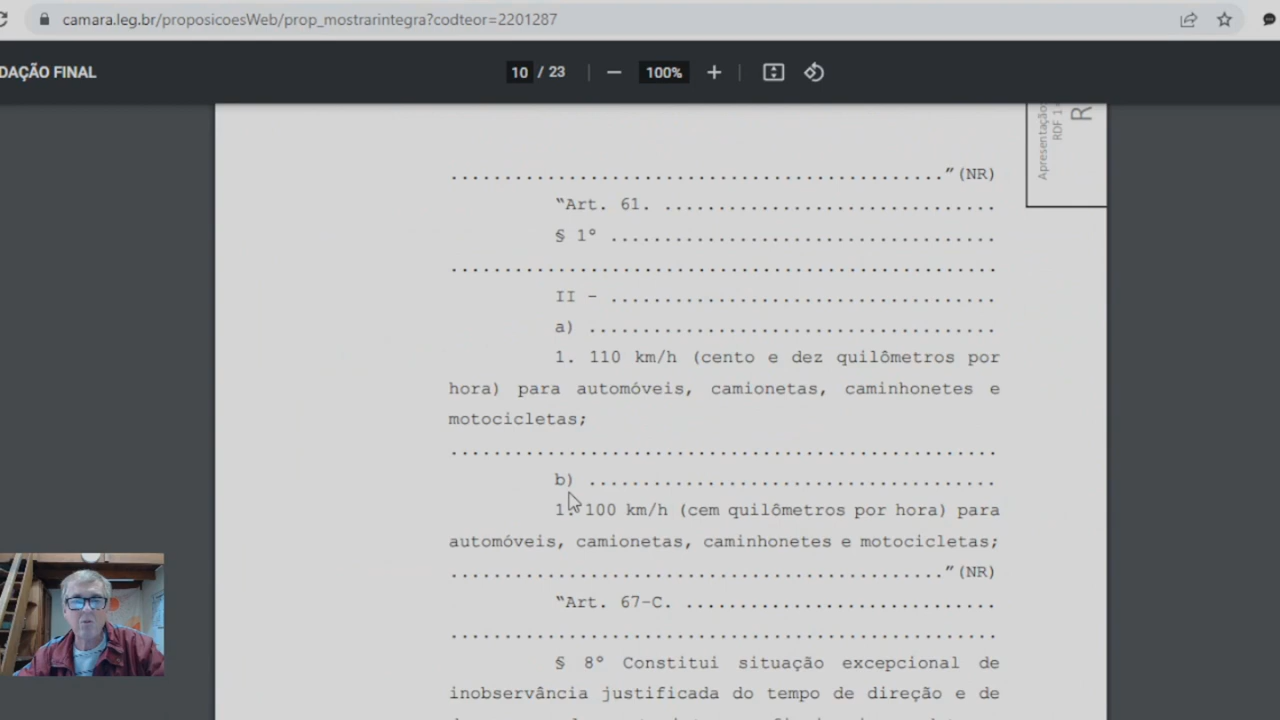 camara.leg.br/proposicoesWeb/prop_mostrarintegra?codteor=2201287
DAÇÃO FINAL
10 / 23
100%
Apresentação:
RDF 1
R
..............................................”(NR)
“Art. 61. ...............................
§ 1º ....................................
...................................................
II - ....................................
a) ......................................
1. 110 km/h (cento e dez quilômetros por
hora) para automóveis, camionetas, caminhonetes e
motocicletas;
...................................................
b) ......................................
1. 100 km/h (cem quilômetros por hora) para
automóveis, camionetas, caminhonetes e motocicletas;
..............................................”(NR)
“Art. 67-C. .............................
...................................................
§ 8º Constitui situação excepcional de
inobservância justificada do tempo de direção e de